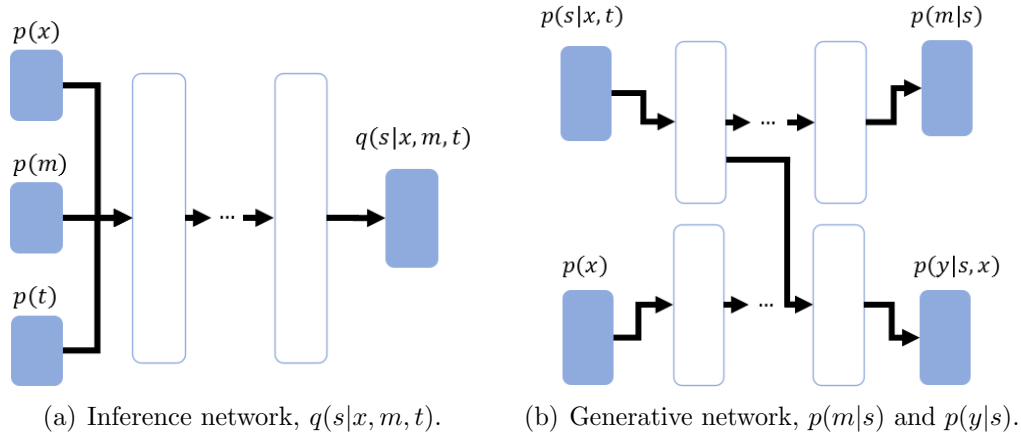 p(x)
p(m)
p(t)
...
q(s|x, m, t)
(a) Inference network, q(s|x, m, t).
p(s|x, t)
p(m|s)
...
p(x)
p(y|s, x)
...
(b) Generative network, p(m|s) and p(y|s).